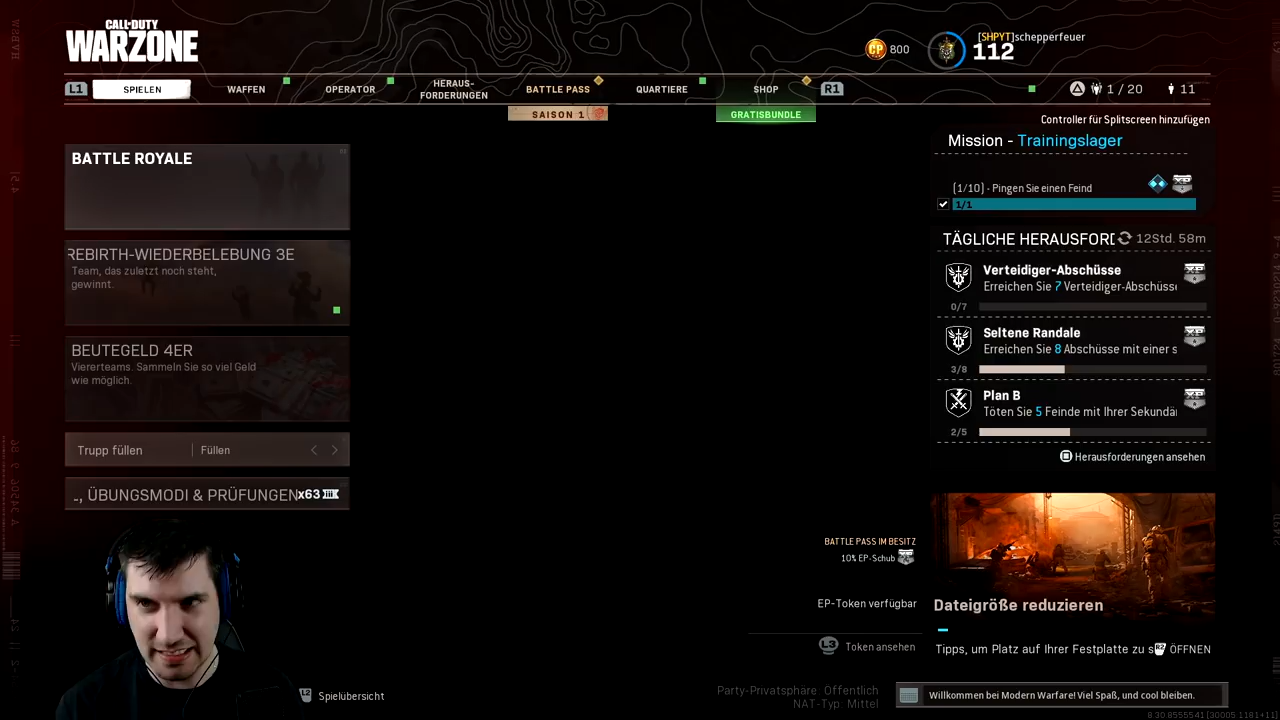 CALL·DUTY
WARZONE
CP 800
[SHPYT]schepperfeuer
112
L1
SPIELEN
WAFFEN
OPERATOR
HERAUS-
FORDERUNGEN
BATTLE PASS
QUARTIERE
SHOP
R1
1 / 20
11
SAISON 1
GRATISBUNDLE
Controller für Splitscreen hinzufügen
BATTLE ROYALE
REBIRTH-WIEDERBELEBUNG 3E
Team, das zuletzt noch steht,
gewinnt.
BEUTEGELD 4ER
Viererteams. Sammeln Sie so viel Geld
wie möglich.
Trupp füllen
Füllen
., ÜBUNGSMODI & PRÜFUNGEN
x63
Mission - Trainingslager
[1/10] - Pingen Sie einen Feind
XP
1/1
TÄGLICHE HERAUSFORD
12Std. 58m
Verteidiger-Abschüsse
Erreichen Sie 7 Verteidiger-Abschüsse
XP
0/7
Seltene Randale
Erreichen Sie 8 Abschüsse mit einer s
XP
3/8
Plan B
Töten Sie 5 Feinde mit Ihrer Sekundä
XP
2/5
Herausforderungen ansehen
BATTLE PASS IM BESITZ
10% EP-Schub
EP-Token verfügbar
L3
Token ansehen
Dateigröße reduzieren
Tipps, um Platz auf Ihrer Festplatte zu s
R2 ÖFFNEN
L2 Spielübersicht
Party-Privatsphäre: Öffentlich
NAT-Typ: Mittel
Willkommen bei Modern Warfare! Viel Spaß, und cool bleiben.